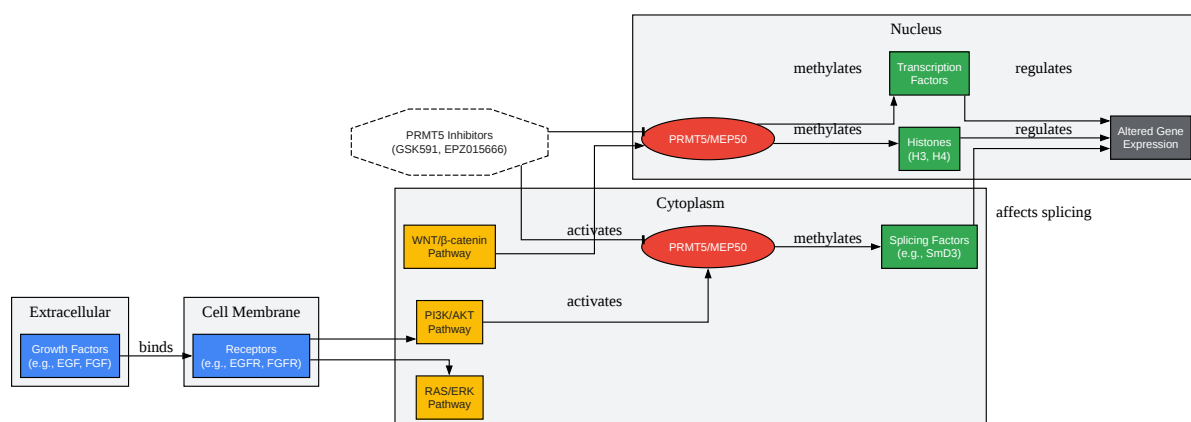 Nucleus
methylates
Transcription
Factors
regulates
PRMT5 Inhibitors
(GSK591, EPZ015666)
PRMT5/MEP50
methylates
Histones
(H3, H4)
regulates
Altered Gene
Expression
Cytoplasm
affects splicing
WNT/β-catenin
Pathway
activates
PRMT5/MEP50
methylates
Splicing Factors
(e.g., SmD3)
Extracellular
Growth Factors
(e.g., EGF, FGF)
binds
Cell Membrane
Receptors
(e.g., EGFR, FGFR)
PI3K/AKT
Pathway
activates
RAS/ERK
Pathway